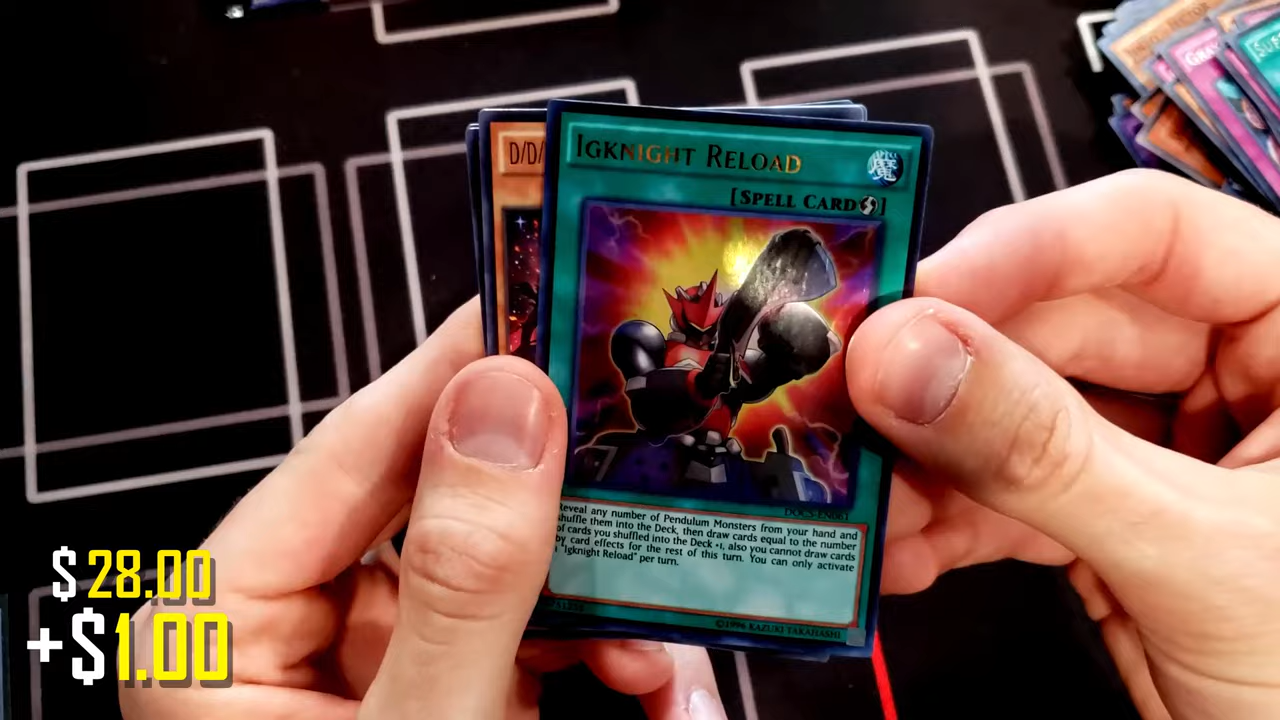 IGKNIGHT RELOAD
魔
[SPELL CARD]
D/D/
DOCS-EN061
Reveal any number of Pendulum Monsters from your hand and
shuffle them into the Deck, then draw cards equal to the number
of cards you shuffled into the Deck +1, also you cannot draw cards
by card effects for the rest of this turn. You can only activate
"Igknight Reload" per turn.
©1996 KAZUKI TAKAHASHI
$ 28.00
+$1.00